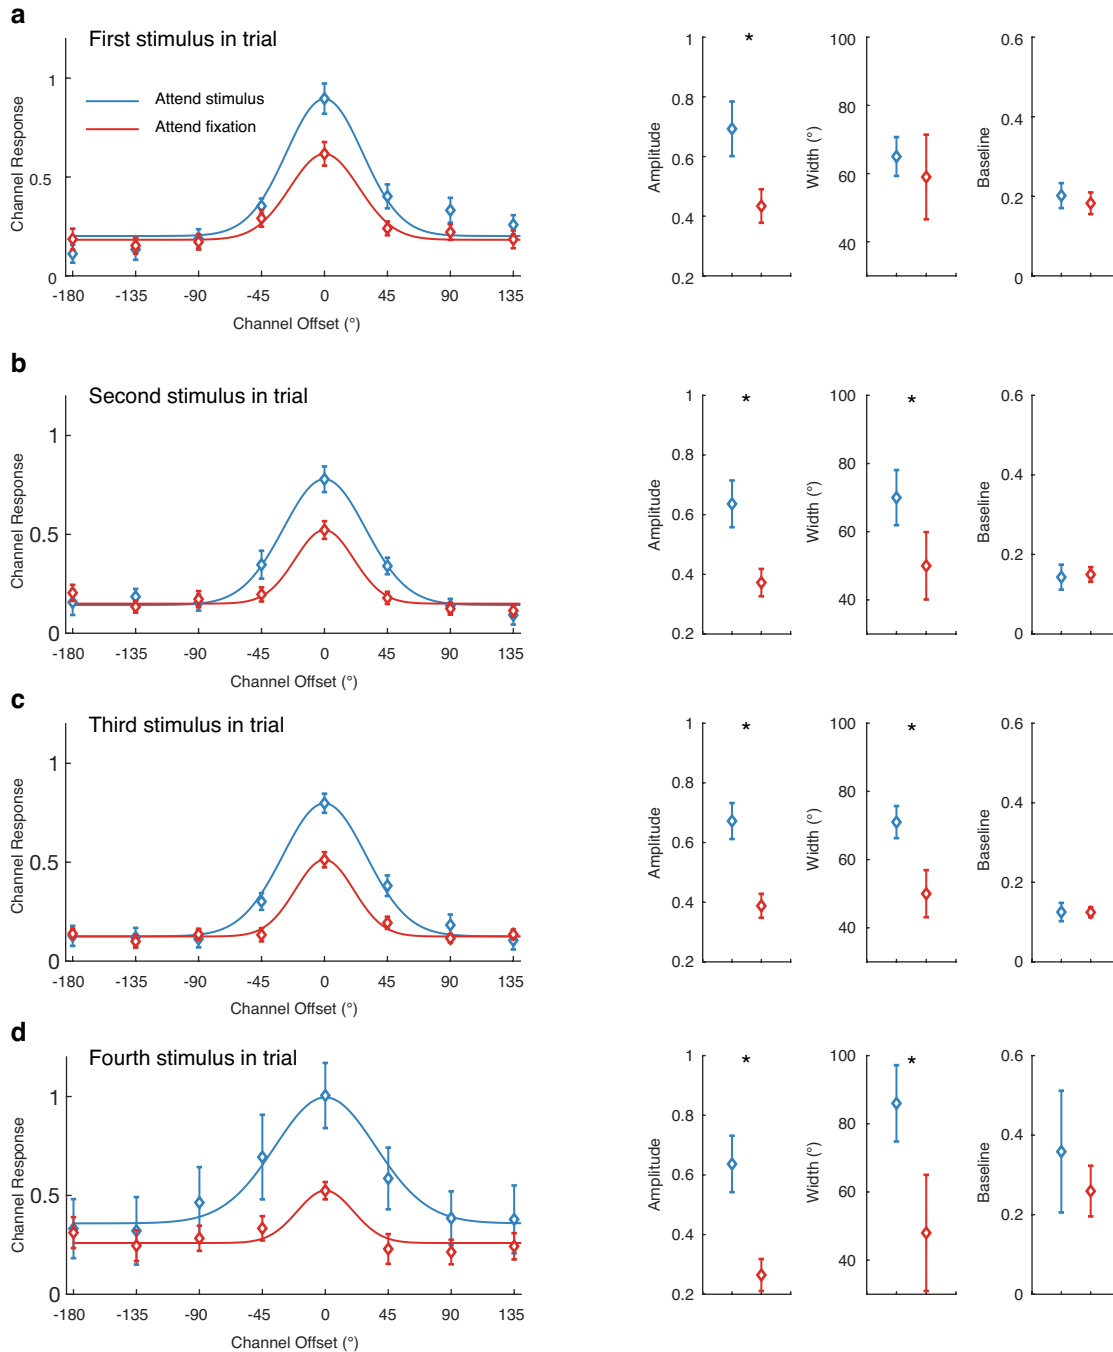 a
First stimulus in trial
Attend stimulus
Attend fixation
Channel Response
1
0.5
0
-180 -135 -90 -45 0 45 90 135
Channel Offset (°)
*
Amplitude
1
0.8
0.6
0.4
0.2
Width (°)
100
80
60
40
Baseline
0.6
0.4
0.2
0
b
Second stimulus in trial
Channel Response
1
0.5
0
-180 -135 -90 -45 0 45 90 135
Channel Offset (°)
*
Amplitude
1
0.8
0.6
0.4
0.2
*
Width (°)
100
80
60
40
Baseline
0.6
0.4
0.2
0
c
Third stimulus in trial
Channel Response
1
0.5
0
-180 -135 -90 -45 0 45 90 135
Channel Offset (°)
*
Amplitude
1
0.8
0.6
0.4
0.2
*
Width (°)
100
80
60
40
Baseline
0.6
0.4
0.2
0
d
Fourth stimulus in trial
Channel Response
1
0.5
0
-180 -135 -90 -45 0 45 90 135
Channel Offset (°)
*
Amplitude
1
0.8
0.6
0.4
0.2
*
Width (°)
100
80
60
40
Baseline
0.6
0.4
0.2
0